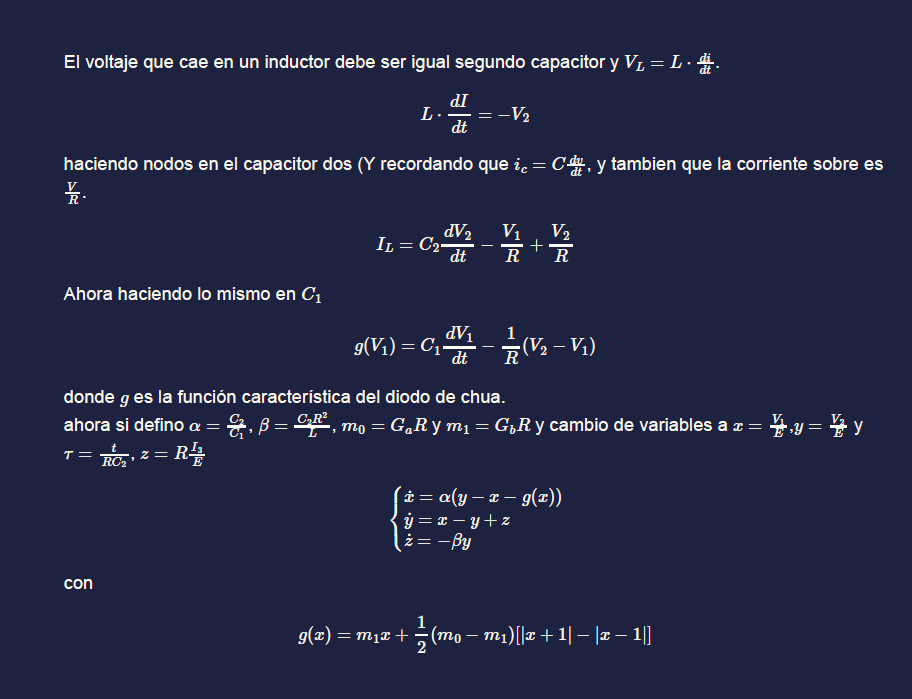 El voltaje que cae en un inductor debe ser igual segundo capacitor y $V_L = L \cdot \frac{di}{dt}$.
$$L \cdot \frac{dI}{dt} = -V_2$$
haciendo nodos en el capacitor dos (Y recordando que $i_c = C\frac{dv}{dt}$, y tambien que la corriente sobre es
$\frac{V}{R}$.
$$I_L = C_2\frac{dV_2}{dt} - \frac{V_1}{R} + \frac{V_2}{R}$$
Ahora haciendo lo mismo en $C_1$
$$g(V_1) = C_1\frac{dV_1}{dt} - \frac{1}{R}(V_2 - V_1)$$
donde $g$ es la función característica del diodo de chua.
ahora si defino $\alpha = \frac{C_2}{C_1}$, $\beta = \frac{C_2R^2}{L}$, $m_0 = G_aR$ y $m_1 = G_bR$ y cambio de variables a $x = \frac{V_1}{E}$,$y = \frac{V_2}{E}$ y
$\tau = \frac{t}{RC_2}$, $z = R\frac{I_3}{E}$
$$\begin{cases} \dot{x} = \alpha(y - x - g(x)) \\ \dot{y} = x - y + z \\ \dot{z} = -\beta y \end{cases}$$
con
$$g(x) = m_1x + \frac{1}{2}(m_0 - m_1)[|x + 1| - |x - 1|]$$